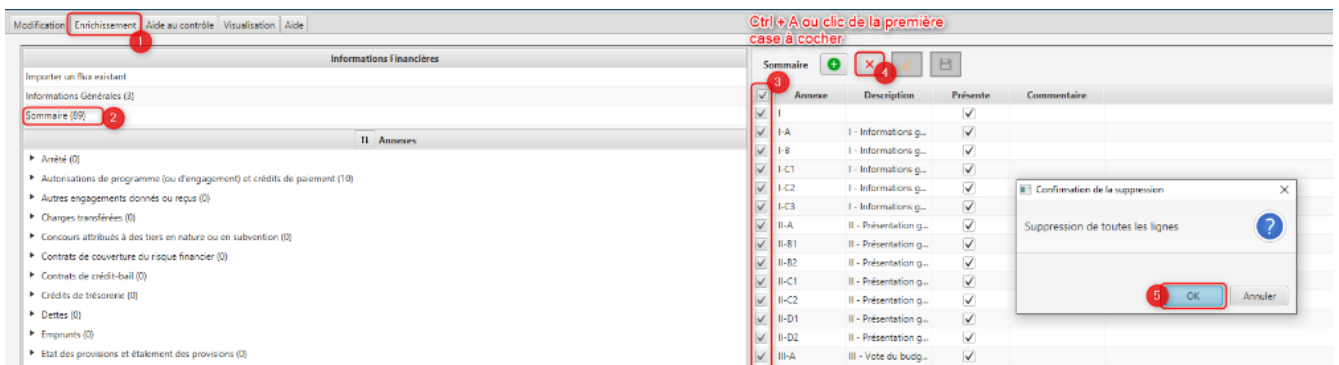 Modification Enrichissement Aide au contrôle Visualisation Aide
1
Informations Financières
Importer un flux existant
Informations Générales (3)
Sommaire (89) 2
Annexes
Arrêté (0)
Autorisations de programme (ou d'engagement) et crédits de paiement (10)
Autres engagements donnés ou reçus (0)
Charges transférées (0)
Concours attribués à des tiers en nature ou en subvention (0)
Contrats de couverture du risque financier (0)
Contrats de crédit-bail (0)
Crédits de trésorerie (0)
Dettes (0)
Emprunts (0)
Etat des provisions et étalement des provisions (0)
Ctrl + A ou clic de la première
case à cocher
Sommaire
4
3
Annexe Description Présente Commentaire
I
I-A I - Informations g...
I-B I - Informations g...
I-C1 I - Informations g...
I-C2 I - Informations g...
I-C3 I - Informations g...
II-A II - Présentation g...
II-B1 II - Présentation g...
II-B2 II - Présentation g...
II-C1 II - Présentation g...
II-C2 II - Présentation g...
II-D1 II - Présentation g...
II-D2 II - Présentation g...
III-A III - Vote du budg...
Confirmation de la suppression
Suppression de toutes les lignes
?
5 OK Annuler